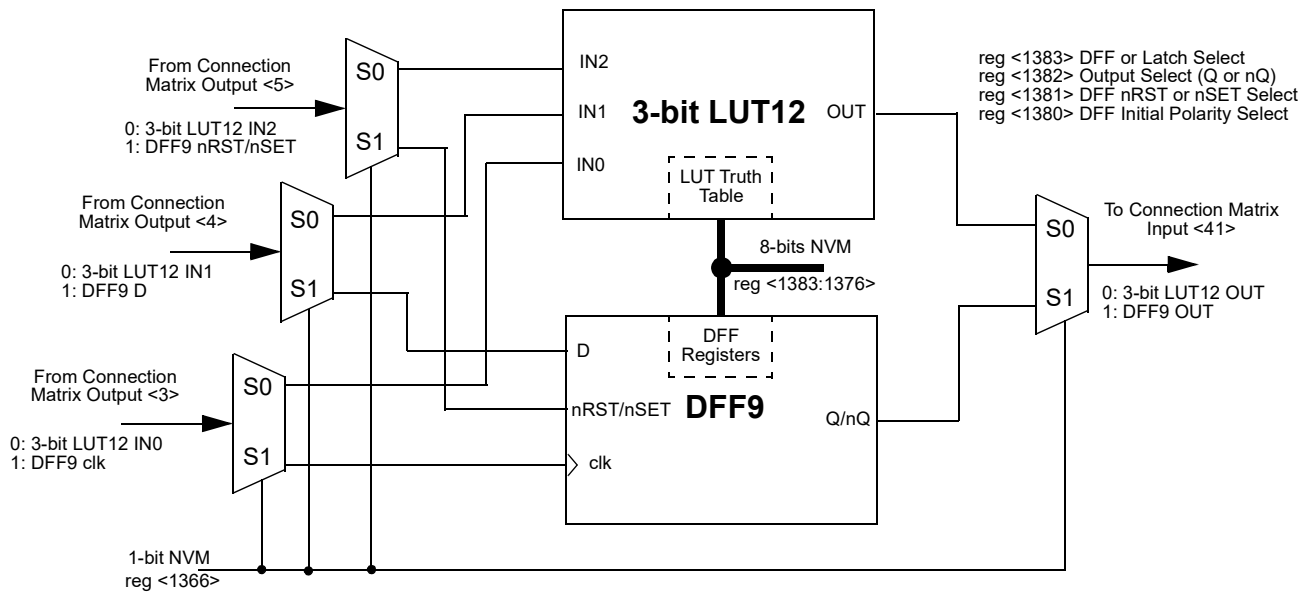 From Connection
Matrix Output <5>
0: 3-bit LUT12 IN2
1: DFF9 nRST/nSET
S0
S1
From Connection
Matrix Output <4>
0: 3-bit LUT12 IN1
1: DFF9 D
S0
S1
From Connection
Matrix Output <3>
0: 3-bit LUT12 IN0
1: DFF9 clk
S0
S1
1-bit NVM
reg <1366>
IN2
IN1
IN0
3-bit LUT12
OUT
LUT Truth
Table
8-bits NVM
reg <1383:1376>
DFF
Registers
D
nRST/nSET
clk
DFF9
Q/nQ
reg <1383> DFF or Latch Select
reg <1382> Output Select (Q or nQ)
reg <1381> DFF nRST or nSET Select
reg <1380> DFF Initial Polarity Select
S0
S1
To Connection Matrix
Input <41>
0: 3-bit LUT12 OUT
1: DFF9 OUT